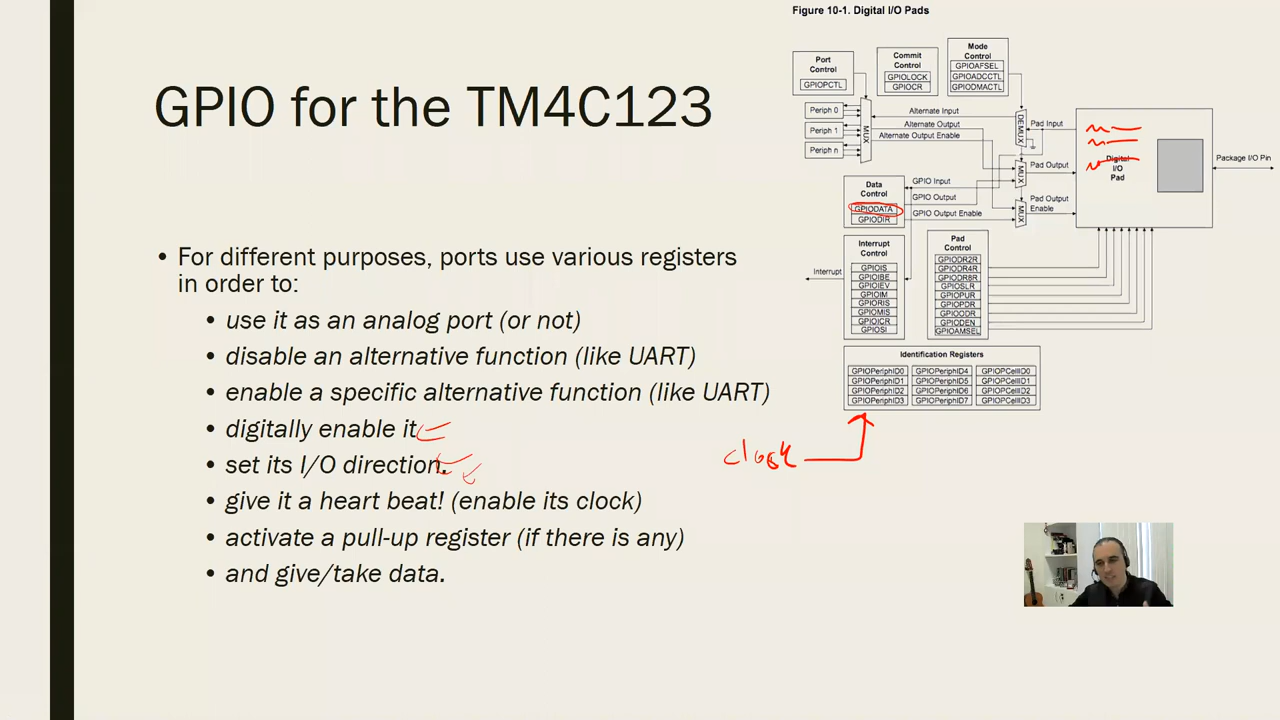 Figure 10-1. Digital I/O Pads
GPIO for the TM4C123
• For different purposes, ports use various registers
in order to:
• use it as an analog port (or not)
• disable an alternative function (like UART)
• enable a specific alternative function (like UART)
• digitally enable it
• set its I/O direction.
• give it a heart beat! (enable its clock)
• activate a pull-up register (if there is any)
• and give/take data.
Port
Control
GPIOPCTL
Commit
Control
GPIOLOCK
GPIOCR
Mode
Control
GPIOAFSEL
GPIOADCCTL
GPIODMACTL
Periph 0
Periph 1
Periph n
MUX
Alternate Input
Alternate Output
Alternate Output Enable
DEMUX
MUX
MUX
Pad Input
Pad Output
Pad Output
Enable
Digital
I/O
Pad
Package I/O Pin
Data
Control
GPIODATA
GPIODIR
GPIO Input
GPIO Output
GPIO Output Enable
Interrupt
Control
GPIOIS
GPIOIBE
GPIOIEV
GPIOIM
GPIORIS
GPIOMIS
GPIOICR
GPIOSI
Interrupt
Pad
Control
GPIODR2R
GPIODR4R
GPIODR8R
GPIOSLR
GPIOPUR
GPIOPDR
GPIOODR
GPIODEN
GPIOAMSEL
Identification Registers
GPIOPeriphID0 GPIOPeriphID4 GPIOPCellID0
GPIOPeriphID1 GPIOPeriphID5 GPIOPCellID1
GPIOPeriphID2 GPIOPeriphID6 GPIOPCellID2
GPIOPeriphID3 GPIOPeriphID7 GPIOPCellID3
clock